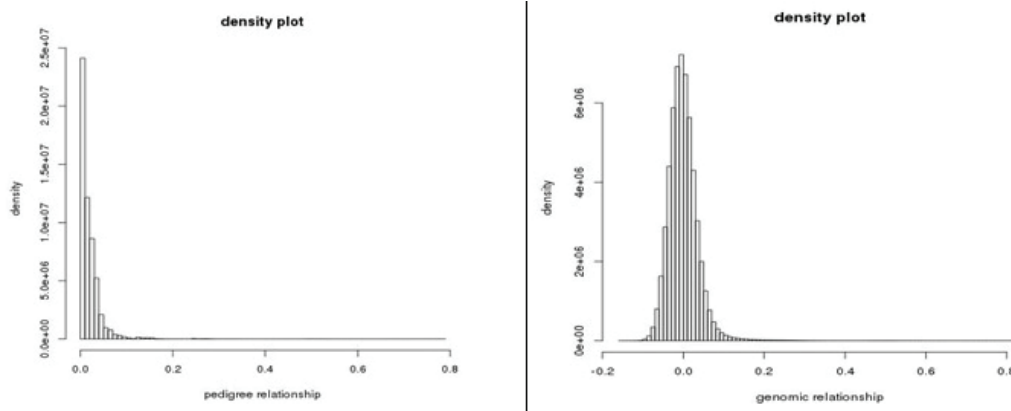 density plot
density
0.0e+00 5.0e+06 1.0e+07 1.5e+07 2.0e+07 2.5e+07
0.0 0.2 0.4 0.6 0.8
pedigree relationship
density plot
density
0e+00 2e+06 4e+06 6e+06
-0.2 0.0 0.2 0.4 0.6 0.8
genomic relationship